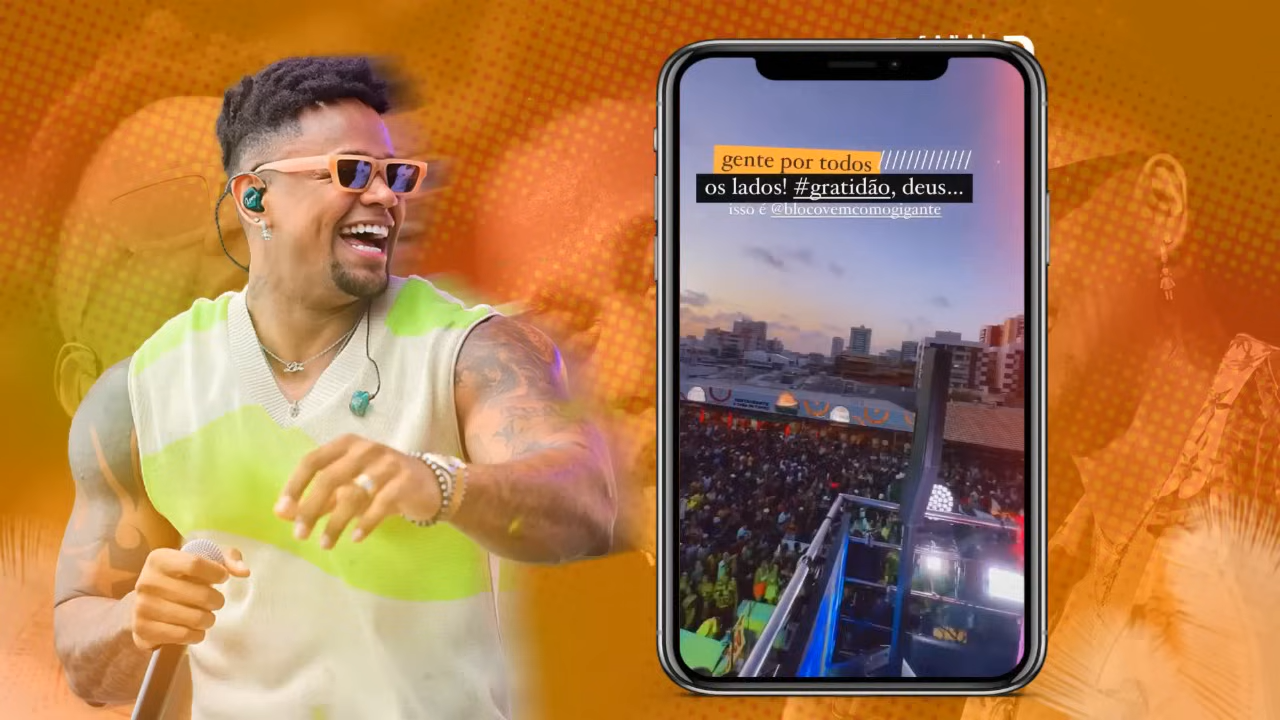 gente por todos
os lados! #gratidão, deus...
isso é @blocovemcomogigante